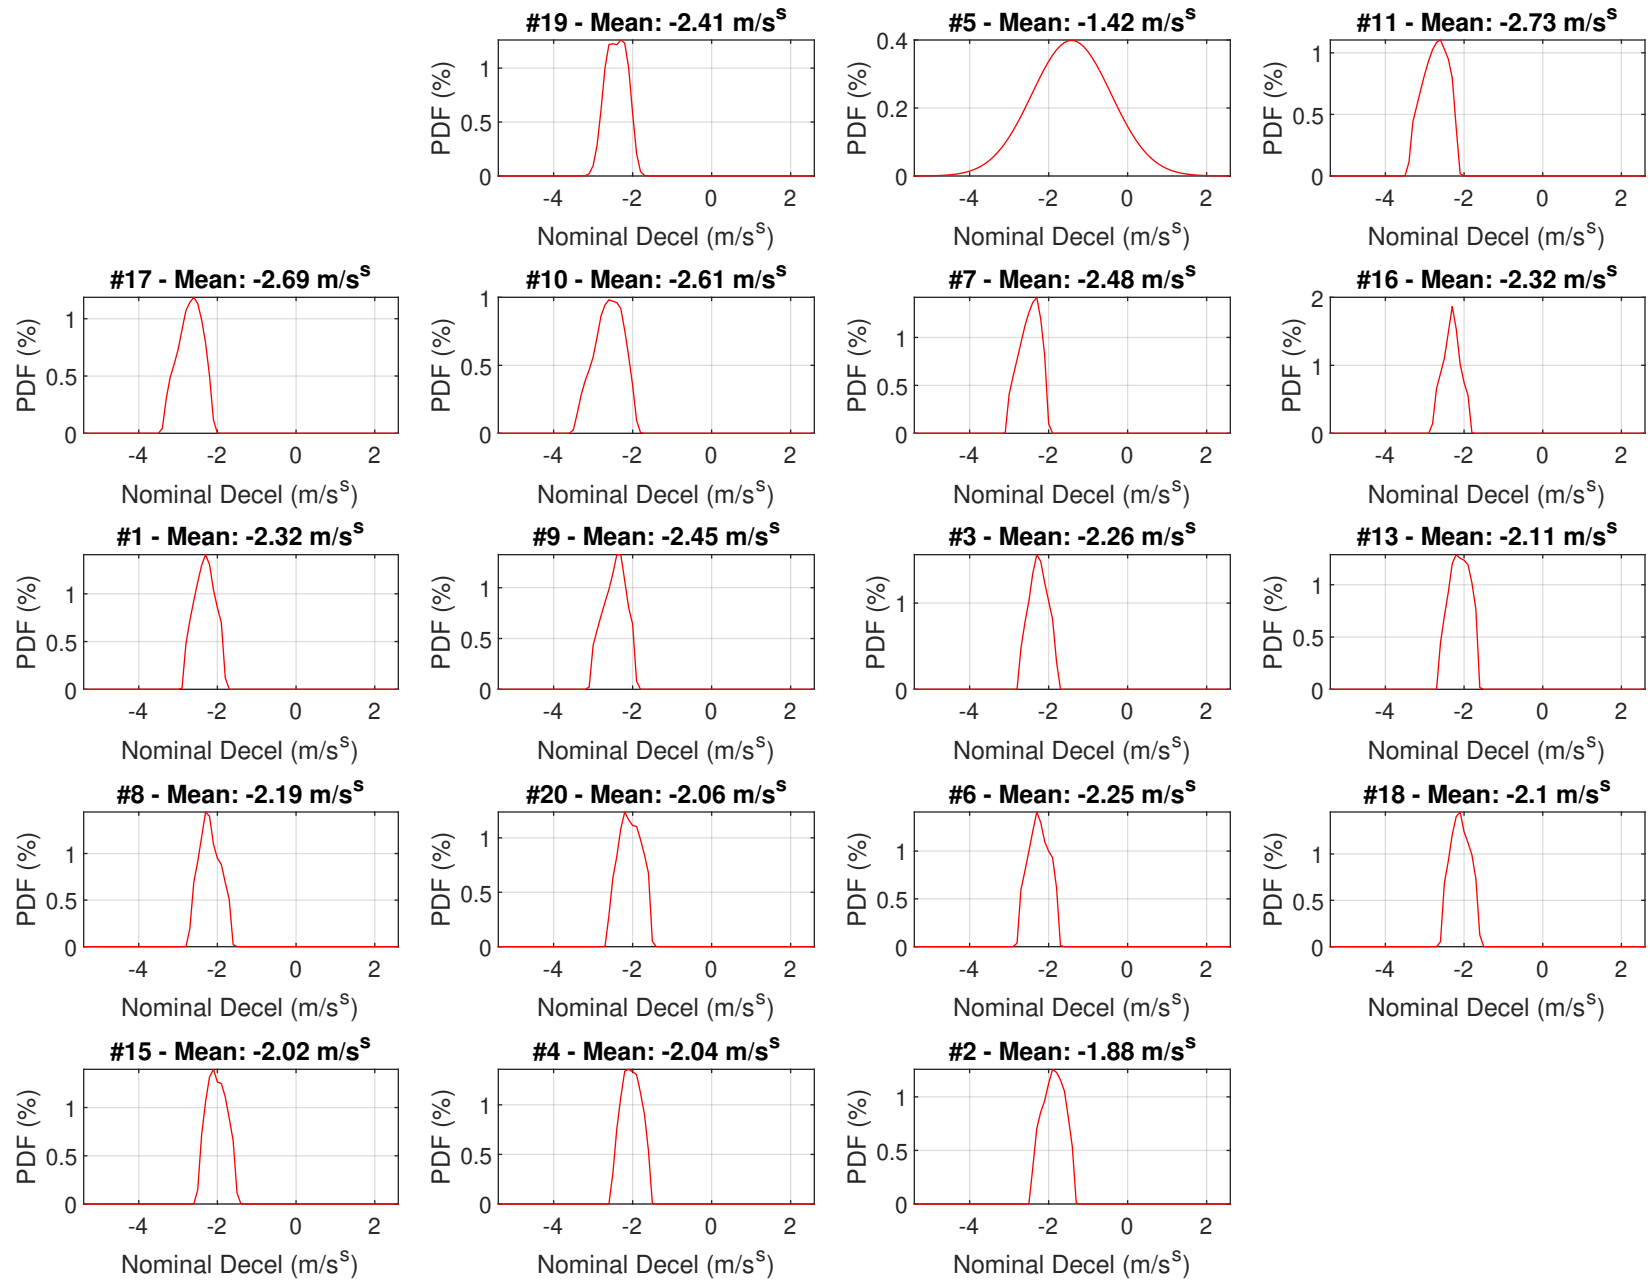 #19 - Mean: -2.41 m/s^s
PDF (%)
1
0.5
0
-4 -2 0 2
Nominal Decel (m/s^s)
#5 - Mean: -1.42 m/s^s
PDF (%)
0.4
0.2
0
-4 -2 0 2
Nominal Decel (m/s^s)
#11 - Mean: -2.73 m/s^s
PDF (%)
1
0.5
0
-4 -2 0 2
Nominal Decel (m/s^s)
#17 - Mean: -2.69 m/s^s
PDF (%)
1
0.5
0
-4 -2 0 2
Nominal Decel (m/s^s)
#10 - Mean: -2.61 m/s^s
PDF (%)
1
0.5
0
-4 -2 0 2
Nominal Decel (m/s^s)
#7 - Mean: -2.48 m/s^s
PDF (%)
1
0.5
0
-4 -2 0 2
Nominal Decel (m/s^s)
#16 - Mean: -2.32 m/s^s
PDF (%)
2
1
0
-4 -2 0 2
Nominal Decel (m/s^s)
#1 - Mean: -2.32 m/s^s
PDF (%)
1
0.5
0
-4 -2 0 2
Nominal Decel (m/s^s)
#9 - Mean: -2.45 m/s^s
PDF (%)
1
0.5
0
-4 -2 0 2
Nominal Decel (m/s^s)
#3 - Mean: -2.26 m/s^s
PDF (%)
1
0
-4 -2 0 2
Nominal Decel (m/s^s)
#13 - Mean: -2.11 m/s^s
PDF (%)
1
0.5
0
-4 -2 0 2
Nominal Decel (m/s^s)
#8 - Mean: -2.19 m/s^s
PDF (%)
1
0.5
0
-4 -2 0 2
Nominal Decel (m/s^s)
#20 - Mean: -2.06 m/s^s
PDF (%)
1
0.5
0
-4 -2 0 2
Nominal Decel (m/s^s)
#6 - Mean: -2.25 m/s^s
PDF (%)
1
0.5
0
-4 -2 0 2
Nominal Decel (m/s^s)
#18 - Mean: -2.1 m/s^s
PDF (%)
1
0.5
0
-4 -2 0 2
Nominal Decel (m/s^s)
#15 - Mean: -2.02 m/s^s
PDF (%)
1
0.5
0
-4 -2 0 2
Nominal Decel (m/s^s)
#4 - Mean: -2.04 m/s^s
PDF (%)
1
0.5
0
-4 -2 0 2
Nominal Decel (m/s^s)
#2 - Mean: -1.88 m/s^s
PDF (%)
1
0.5
0
-4 -2 0 2
Nominal Decel (m/s^s)